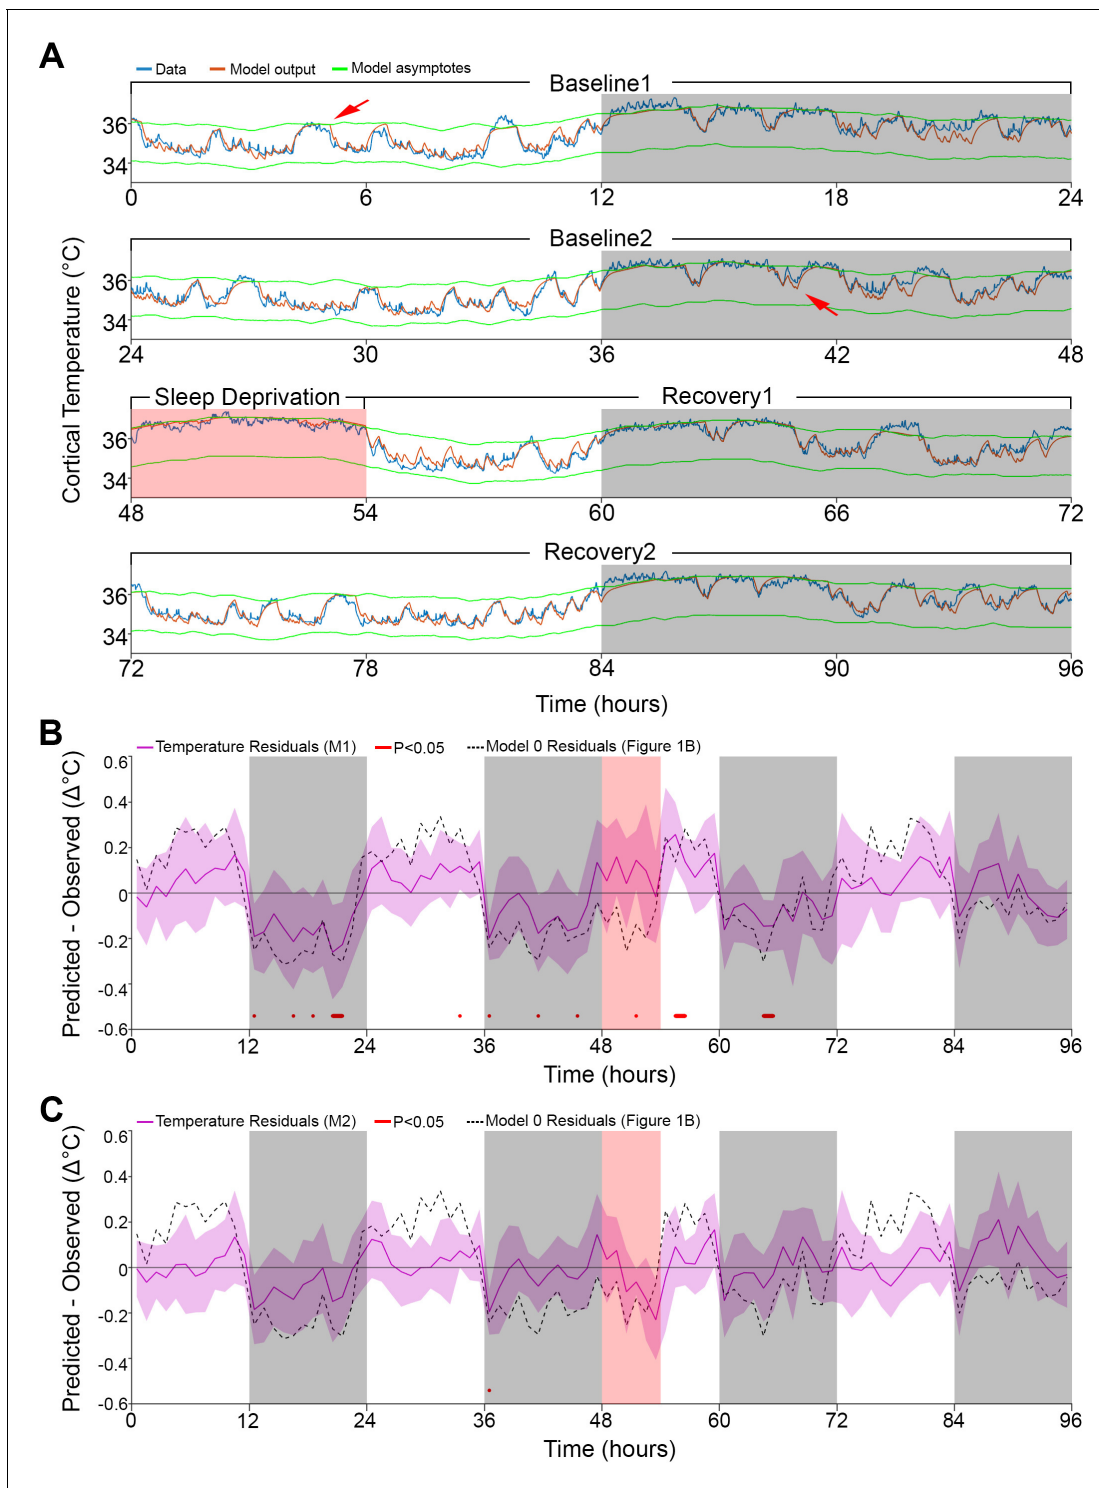 A
Data Model output Model asymptotes
Baseline1
36
34
0 6 12 18 24
Baseline2
36
34
24 30 36 42 48
Sleep Deprivation Recovery1
36
34
48 54 60 66 72
Recovery2
36
34
72 78 84 90 96
Cortical Temperature (°C)
Time (hours)
B
Temperature Residuals (M1) P<0.05 Model 0 Residuals (Figure 1B)
0.6
0.4
0.2
0
-0.2
-0.4
-0.6
Predicted - Observed (Δ°C)
0 12 24 36 48 60 72 84 96
Time (hours)
C
Temperature Residuals (M2) P<0.05 Model 0 Residuals (Figure 1B)
0.6
0.4
0.2
0
-0.2
-0.4
-0.6
Predicted - Observed (Δ°C)
0 12 24 36 48 60 72 84 96
Time (hours)